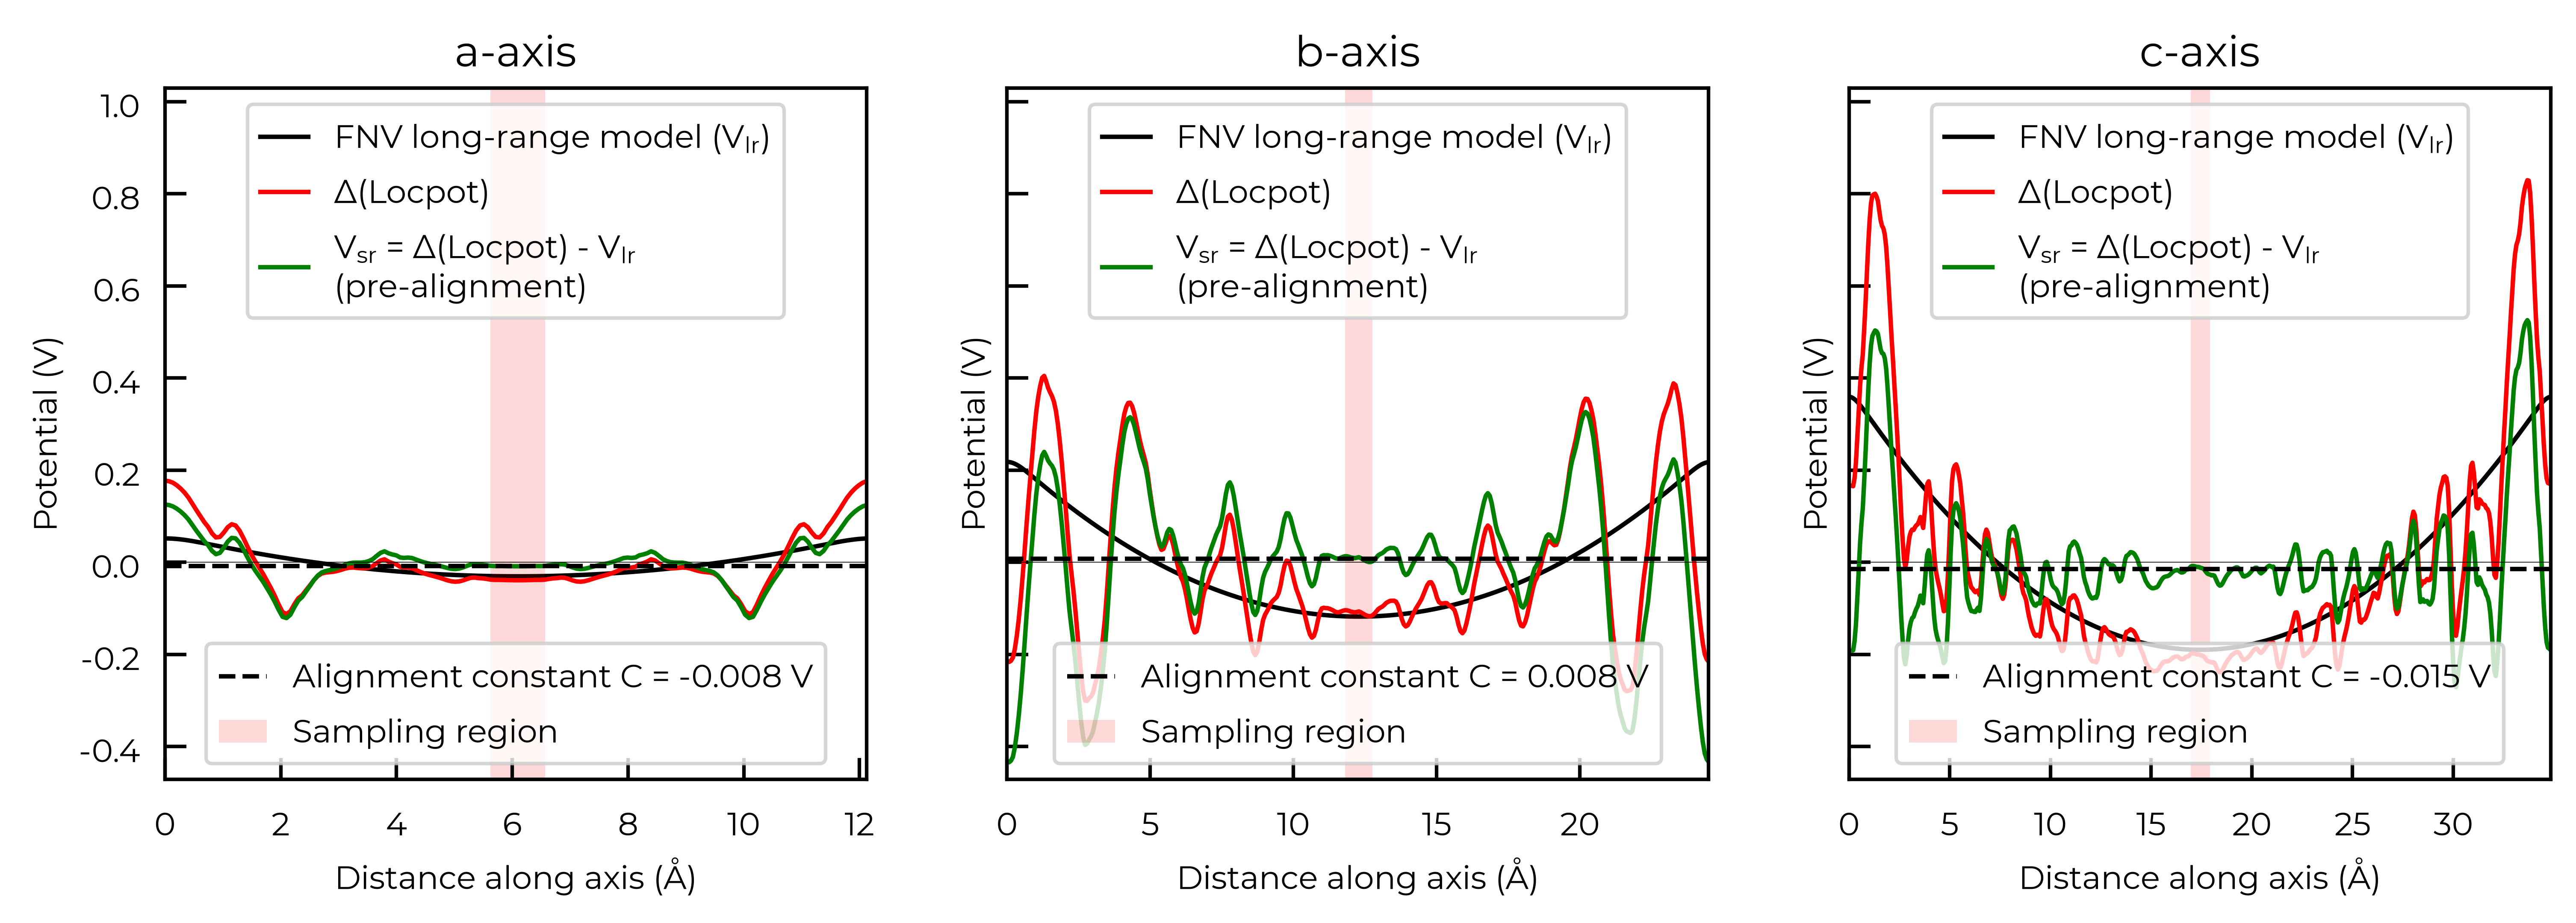 a-axis
FNV long-range model (Vlr)
Δ(Locpot)
Vsr = Δ(Locpot) - Vlr
(pre-alignment)
1.0
0.8
0.6
0.4
0.2
0.0
-0.2
-0.4
Potential (V)
Alignment constant C = -0.008 V
Sampling region
0 2 4 6 8 10 12
Distance along axis (Å)
b-axis
FNV long-range model (Vlr)
Δ(Locpot)
Vsr = Δ(Locpot) - Vlr
(pre-alignment)
Potential (V)
Alignment constant C = 0.008 V
Sampling region
0 5 10 15 20
Distance along axis (Å)
c-axis
FNV long-range model (Vlr)
Δ(Locpot)
Vsr = Δ(Locpot) - Vlr
(pre-alignment)
Potential (V)
Alignment constant C = -0.015 V
Sampling region
0 5 10 15 20 25 30
Distance along axis (Å)